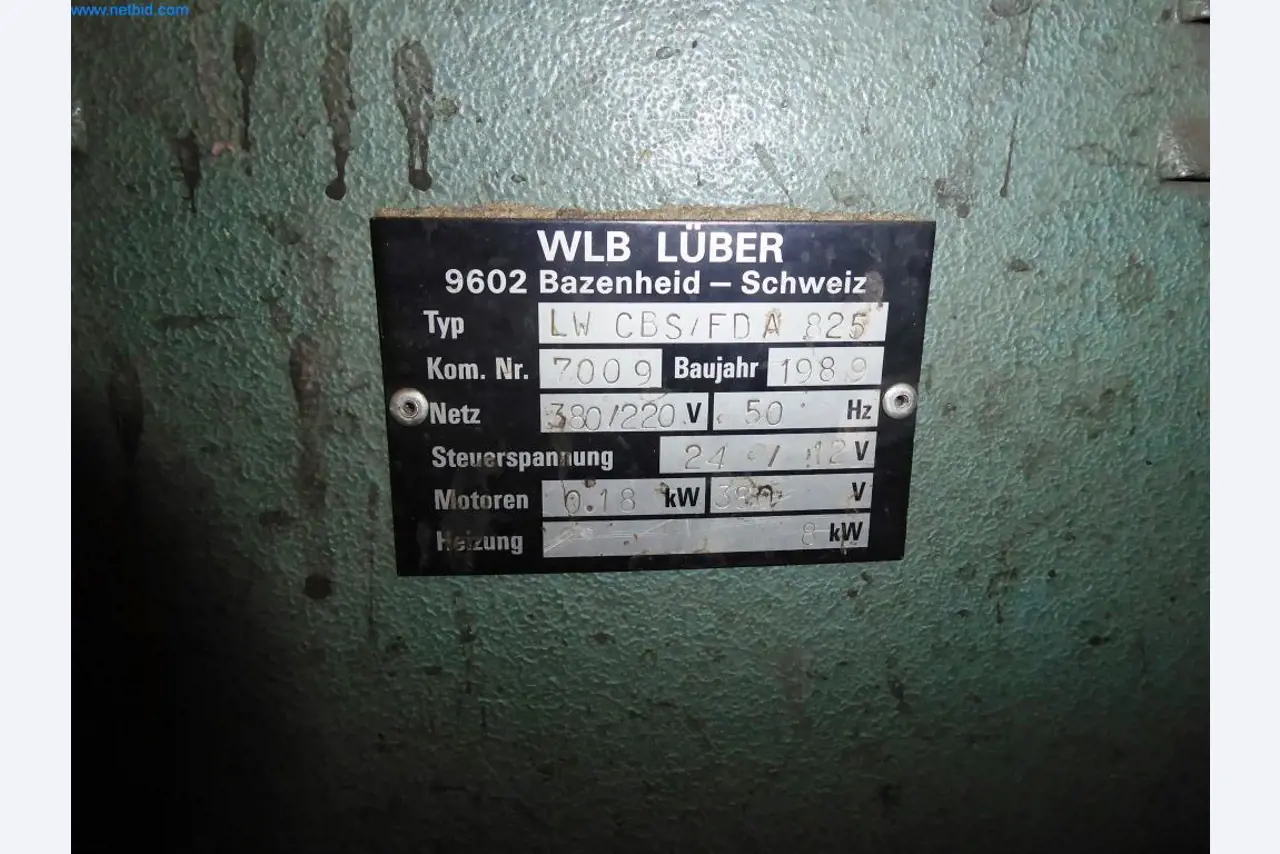 www.netbid.com
WLB LÜBER
9602 Bazenheid – Schweiz
Typ LW CBS/FDA 825
Kom. Nr. 7009 Baujahr 1989
Netz 380/220 V 50 Hz
Steuerspannung 24 / 12 V
Motoren 0.18 kW 380 V
Heizung 8 kW